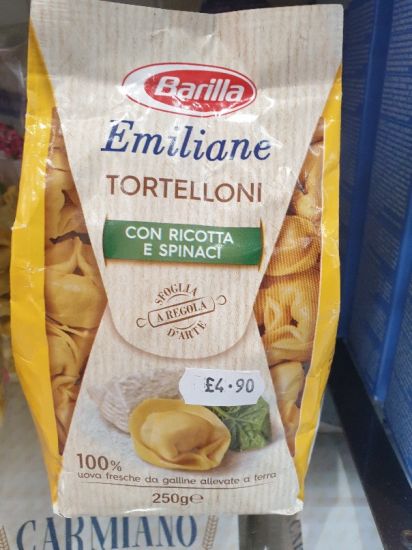 Barilla
Emiliane
TORTELLONI
CON RICOTTA
E SPINACI
SFOGLIA
A REGOLA
D'ARTE
£4.90
100%
uova fresche da galline allevate a terra
250g℮
CARMIANO